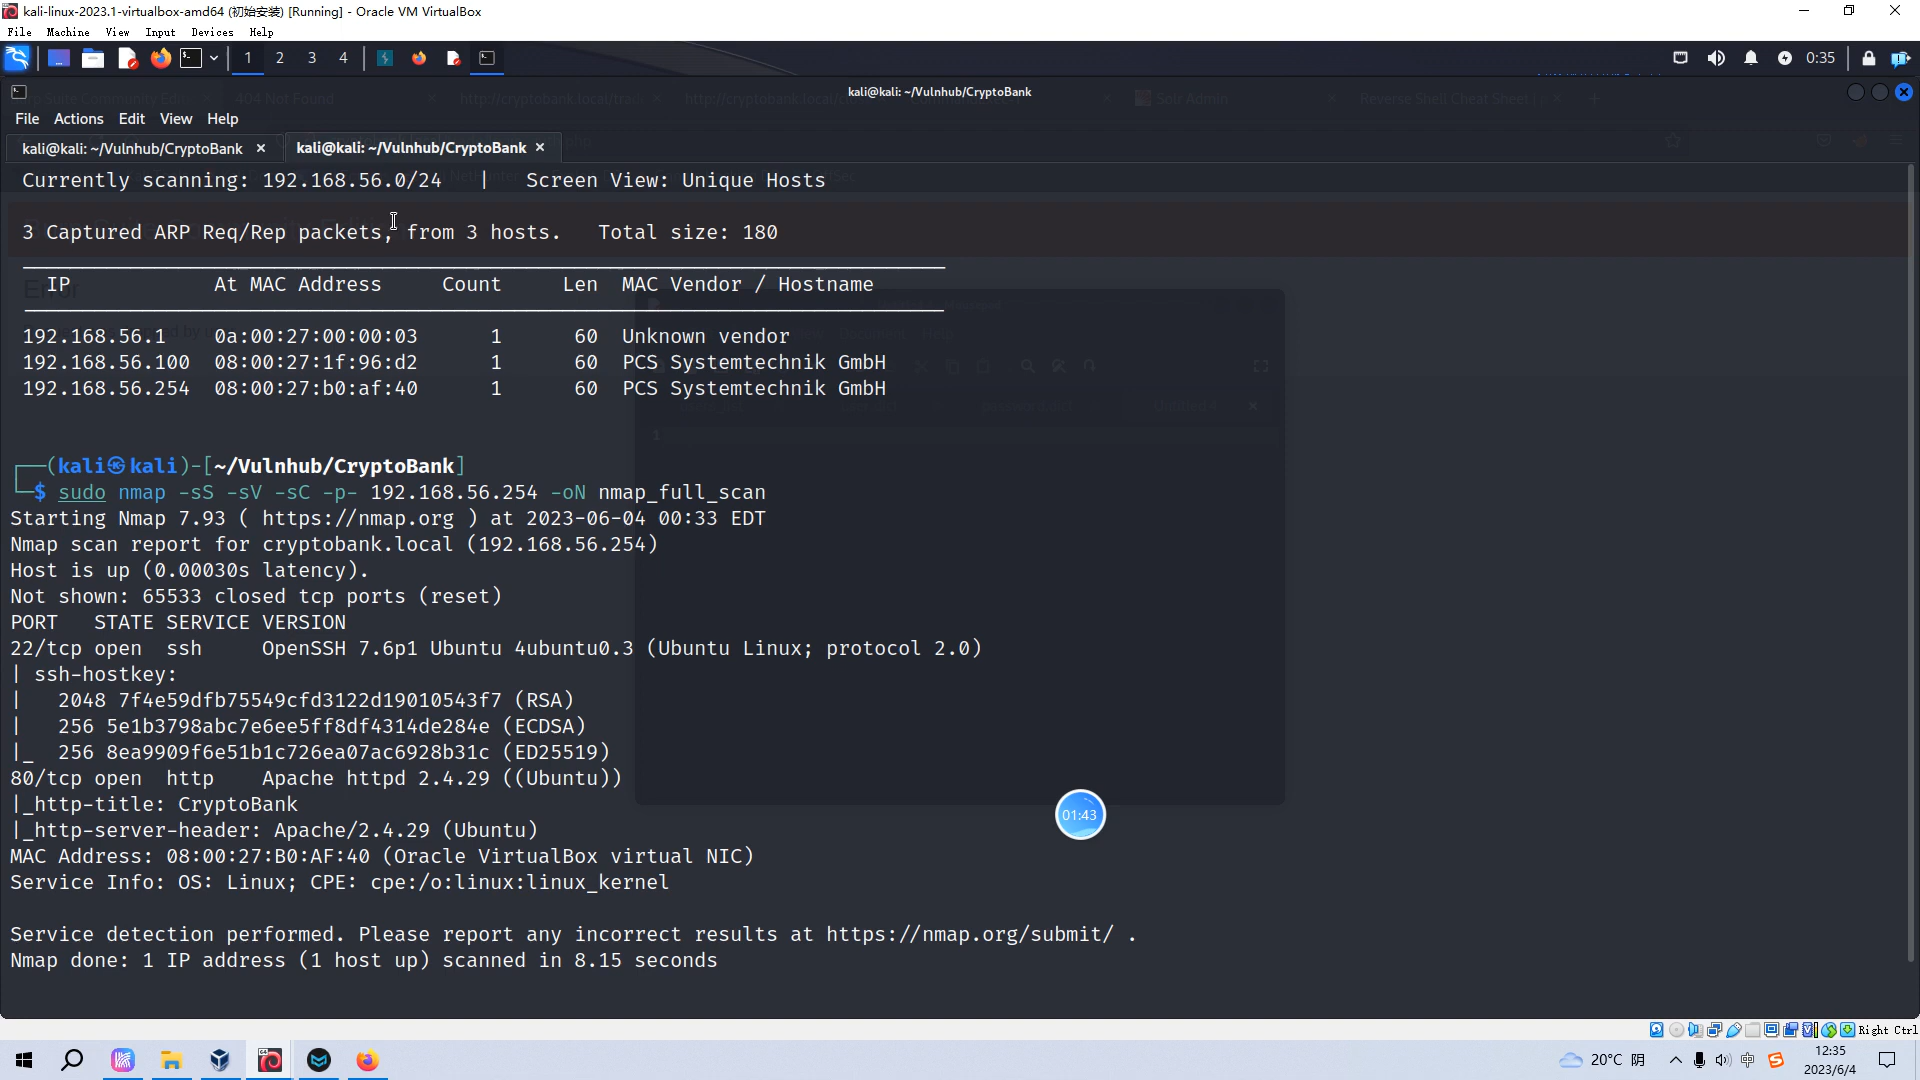 kali-linux-2023.1-virtualbox-amd64 (初始安装) [Running] - Oracle VM VirtualBox
File Machine View Input Devices Help
1 2 3 4 0:35
404 Not Found Solr Admin Reverse Shell Cheat Sheet
kali@kali: ~/Vulnhub/CryptoBank
File Actions Edit View Help
kali@kali: ~/Vulnhub/CryptoBank × kali@kali: ~/Vulnhub/CryptoBank ×
Currently scanning: 192.168.56.0/24 | Screen View: Unique Hosts
3 Captured ARP Req/Rep packets, from 3 hosts. Total size: 180
IP At MAC Address Count Len MAC Vendor / Hostname
192.168.56.1 0a:00:27:00:00:03 1 60 Unknown vendor
192.168.56.100 08:00:27:1f:96:d2 1 60 PCS Systemtechnik GmbH
192.168.56.254 08:00:27:b0:af:40 1 60 PCS Systemtechnik GmbH
┌──(kali㉿kali)-[~/Vulnhub/CryptoBank]
└─$ sudo nmap -sS -sV -sC -p- 192.168.56.254 -oN nmap_full_scan
Starting Nmap 7.93 ( https://nmap.org ) at 2023-06-04 00:33 EDT
Nmap scan report for cryptobank.local (192.168.56.254)
Host is up (0.00030s latency).
Not shown: 65533 closed tcp ports (reset)
PORT STATE SERVICE VERSION
22/tcp open ssh OpenSSH 7.6p1 Ubuntu 4ubuntu0.3 (Ubuntu Linux; protocol 2.0)
| ssh-hostkey:
| 2048 7f4e59dfb75549cfd3122d19010543f7 (RSA)
| 256 5e1b3798abc7e6ee5ff8df4314de284e (ECDSA)
|_ 256 8ea9909f6e51b1c726ea07ac6928b31c (ED25519)
80/tcp open http Apache httpd 2.4.29 ((Ubuntu))
|_http-title: CryptoBank
|_http-server-header: Apache/2.4.29 (Ubuntu)
MAC Address: 08:00:27:B0:AF:40 (Oracle VirtualBox virtual NIC)
Service Info: OS: Linux; CPE: cpe:/o:linux:linux_kernel
Service detection performed. Please report any incorrect results at https://nmap.org/submit/ .
Nmap done: 1 IP address (1 host up) scanned in 8.15 seconds
01:43
Right Ctrl
20°C 阴 中 12:35
2023/6/4